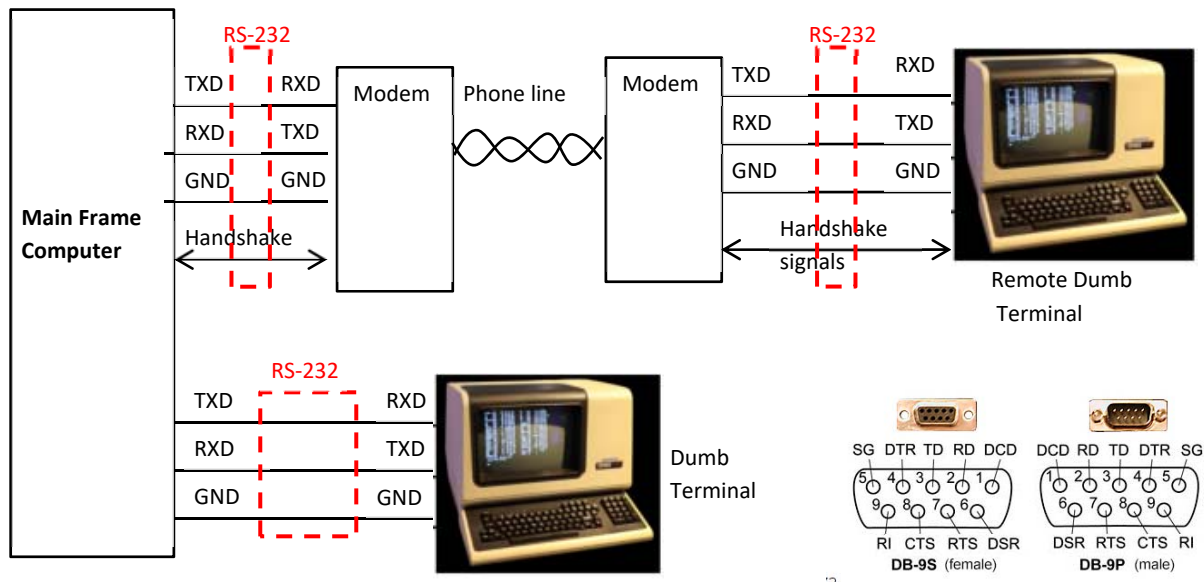 RS-232
RS-232
TXD RXD
Modem
Phone line
Modem
TXD RXD
RXD TXD
RXD TXD
GND GND
GND GND
Main Frame
Computer
Handshake
Handshake
signals
Remote Dumb
Terminal
RS-232
TXD RXD
RXD TXD
GND GND
Dumb
Terminal
SG DTR TD RD DCD
5 4 3 2 1
9 8 7 6
RI CTS RTS DSR
DB-9S (female)
DCD RD TD DTR SG
1 2 3 4 5
6 7 8 9
DSR RTS CTS RI
DB-9P (male)